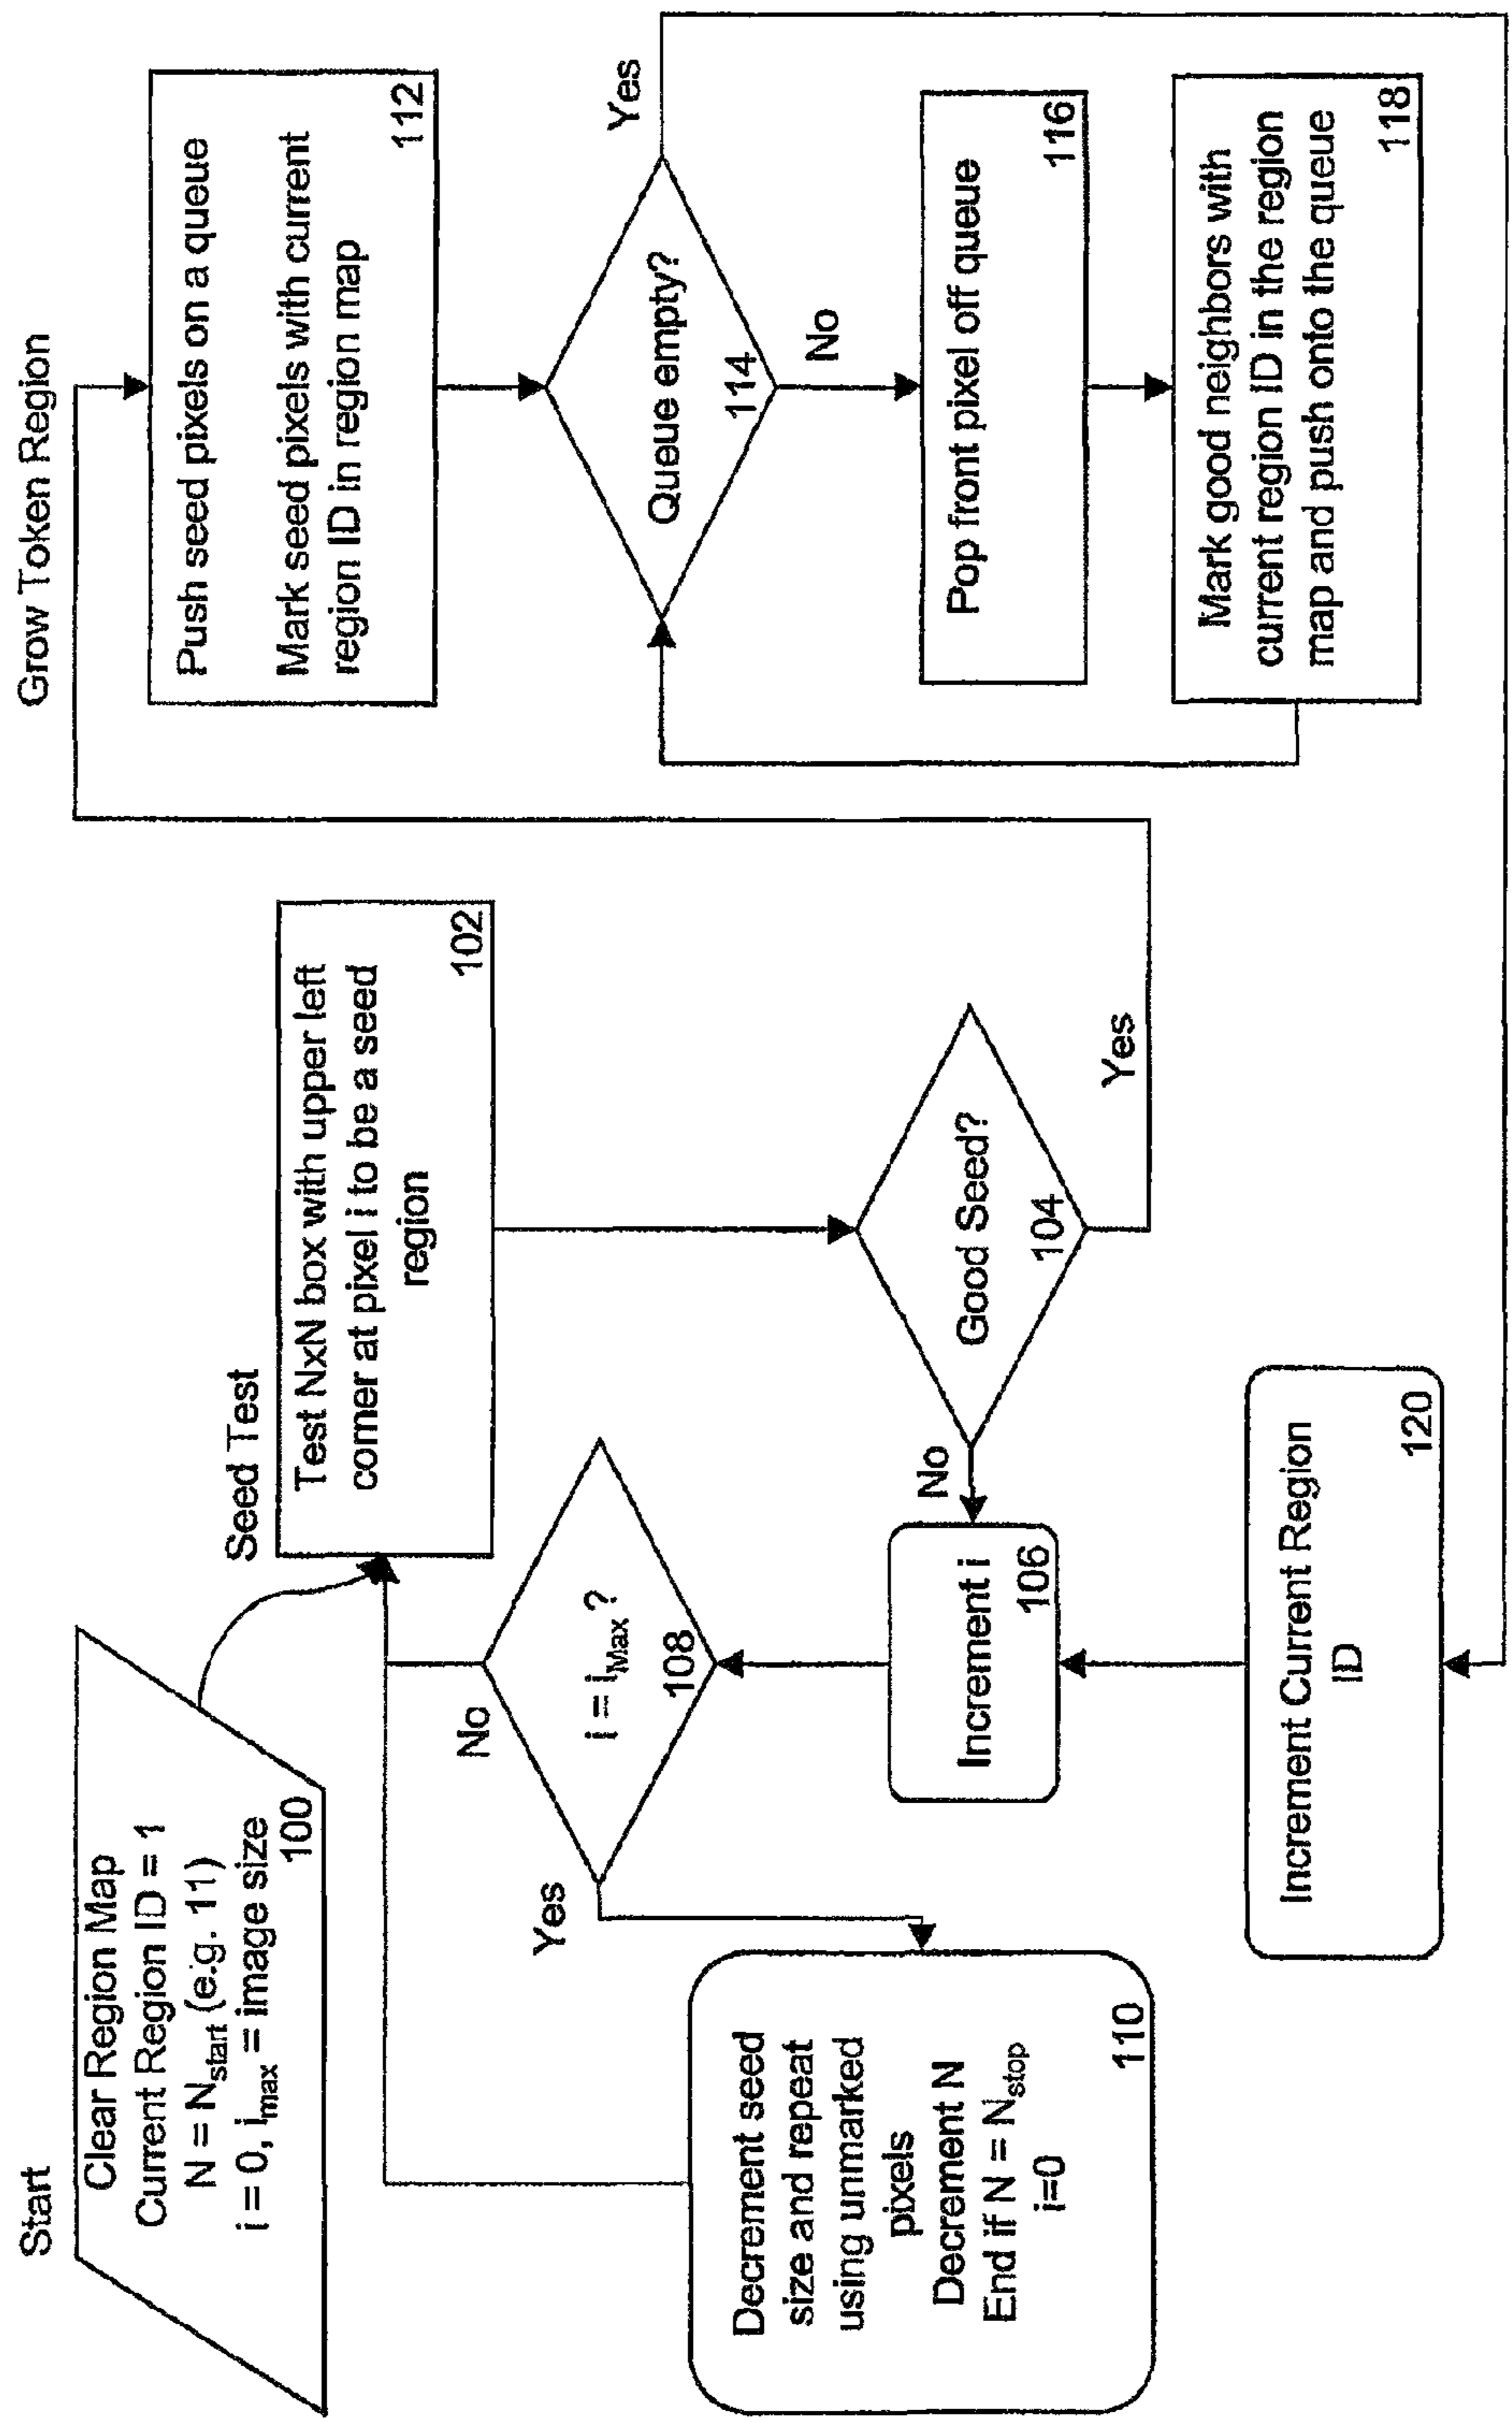 Start
Clear Region Map
Current Region ID = 1
N = Nstart (e.g. 11)
i = 0, imax = image size
100
Seed Test
Test NxN box with upper left
corner at pixel i to be a seed
region
102
Good Seed?
104
No
Yes
Increment i
106
i = iMax?
108
No
Yes
Decrement seed
size and repeat
using unmarked
pixels
Decrement N
End if N = Nstop
i=0
110
Grow Token Region
Push seed pixels on a queue
Mark seed pixels with current
region ID in region map
112
Queue empty?
114
Yes
No
Pop front pixel off queue
116
Mark good neighbors with
current region ID in the region
map and push onto the queue
118
Increment Current Region
ID
120